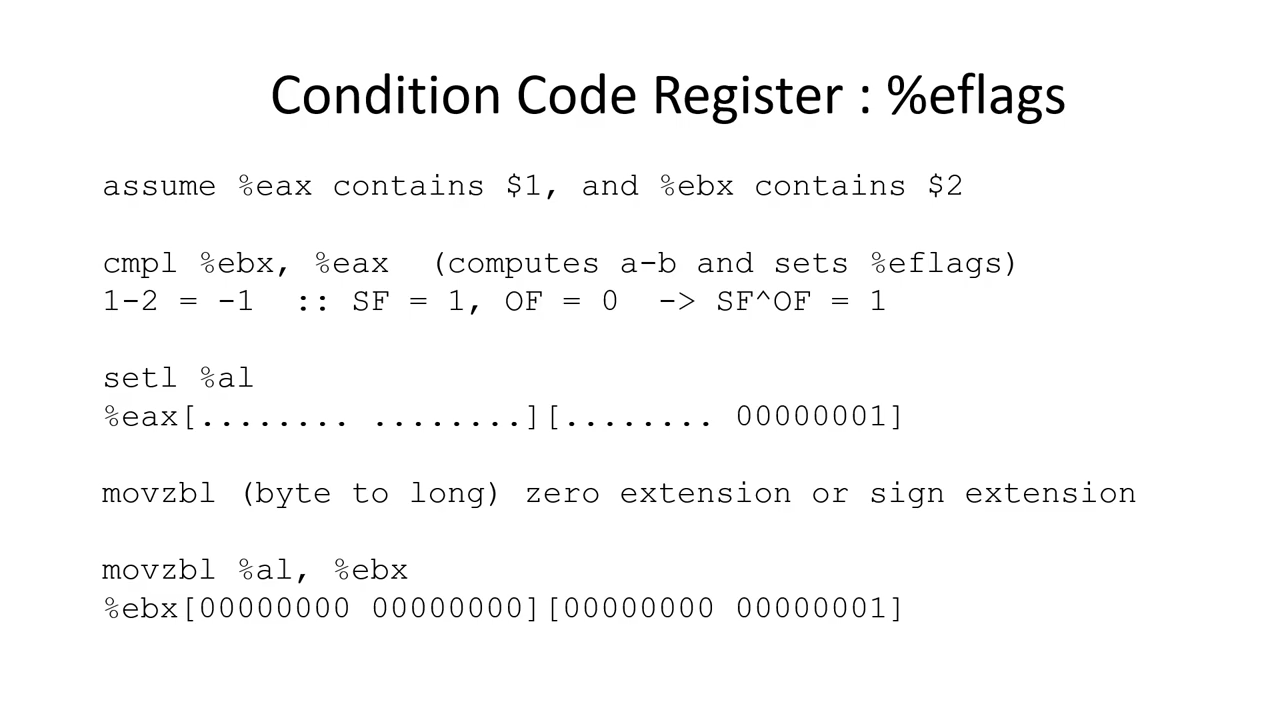 Condition Code Register : %eflags
assume %eax contains $1, and %ebx contains $2
cmpl %ebx, %eax  (computes a-b and sets %eflags)
1-2 = -1  :: SF = 1, OF = 0  -> SF^OF = 1
setl %al
%eax[........ ........][........ 00000001]
movzbl (byte to long) zero extension or sign extension
movzbl %al, %ebx
%ebx[00000000 00000000][00000000 00000001]